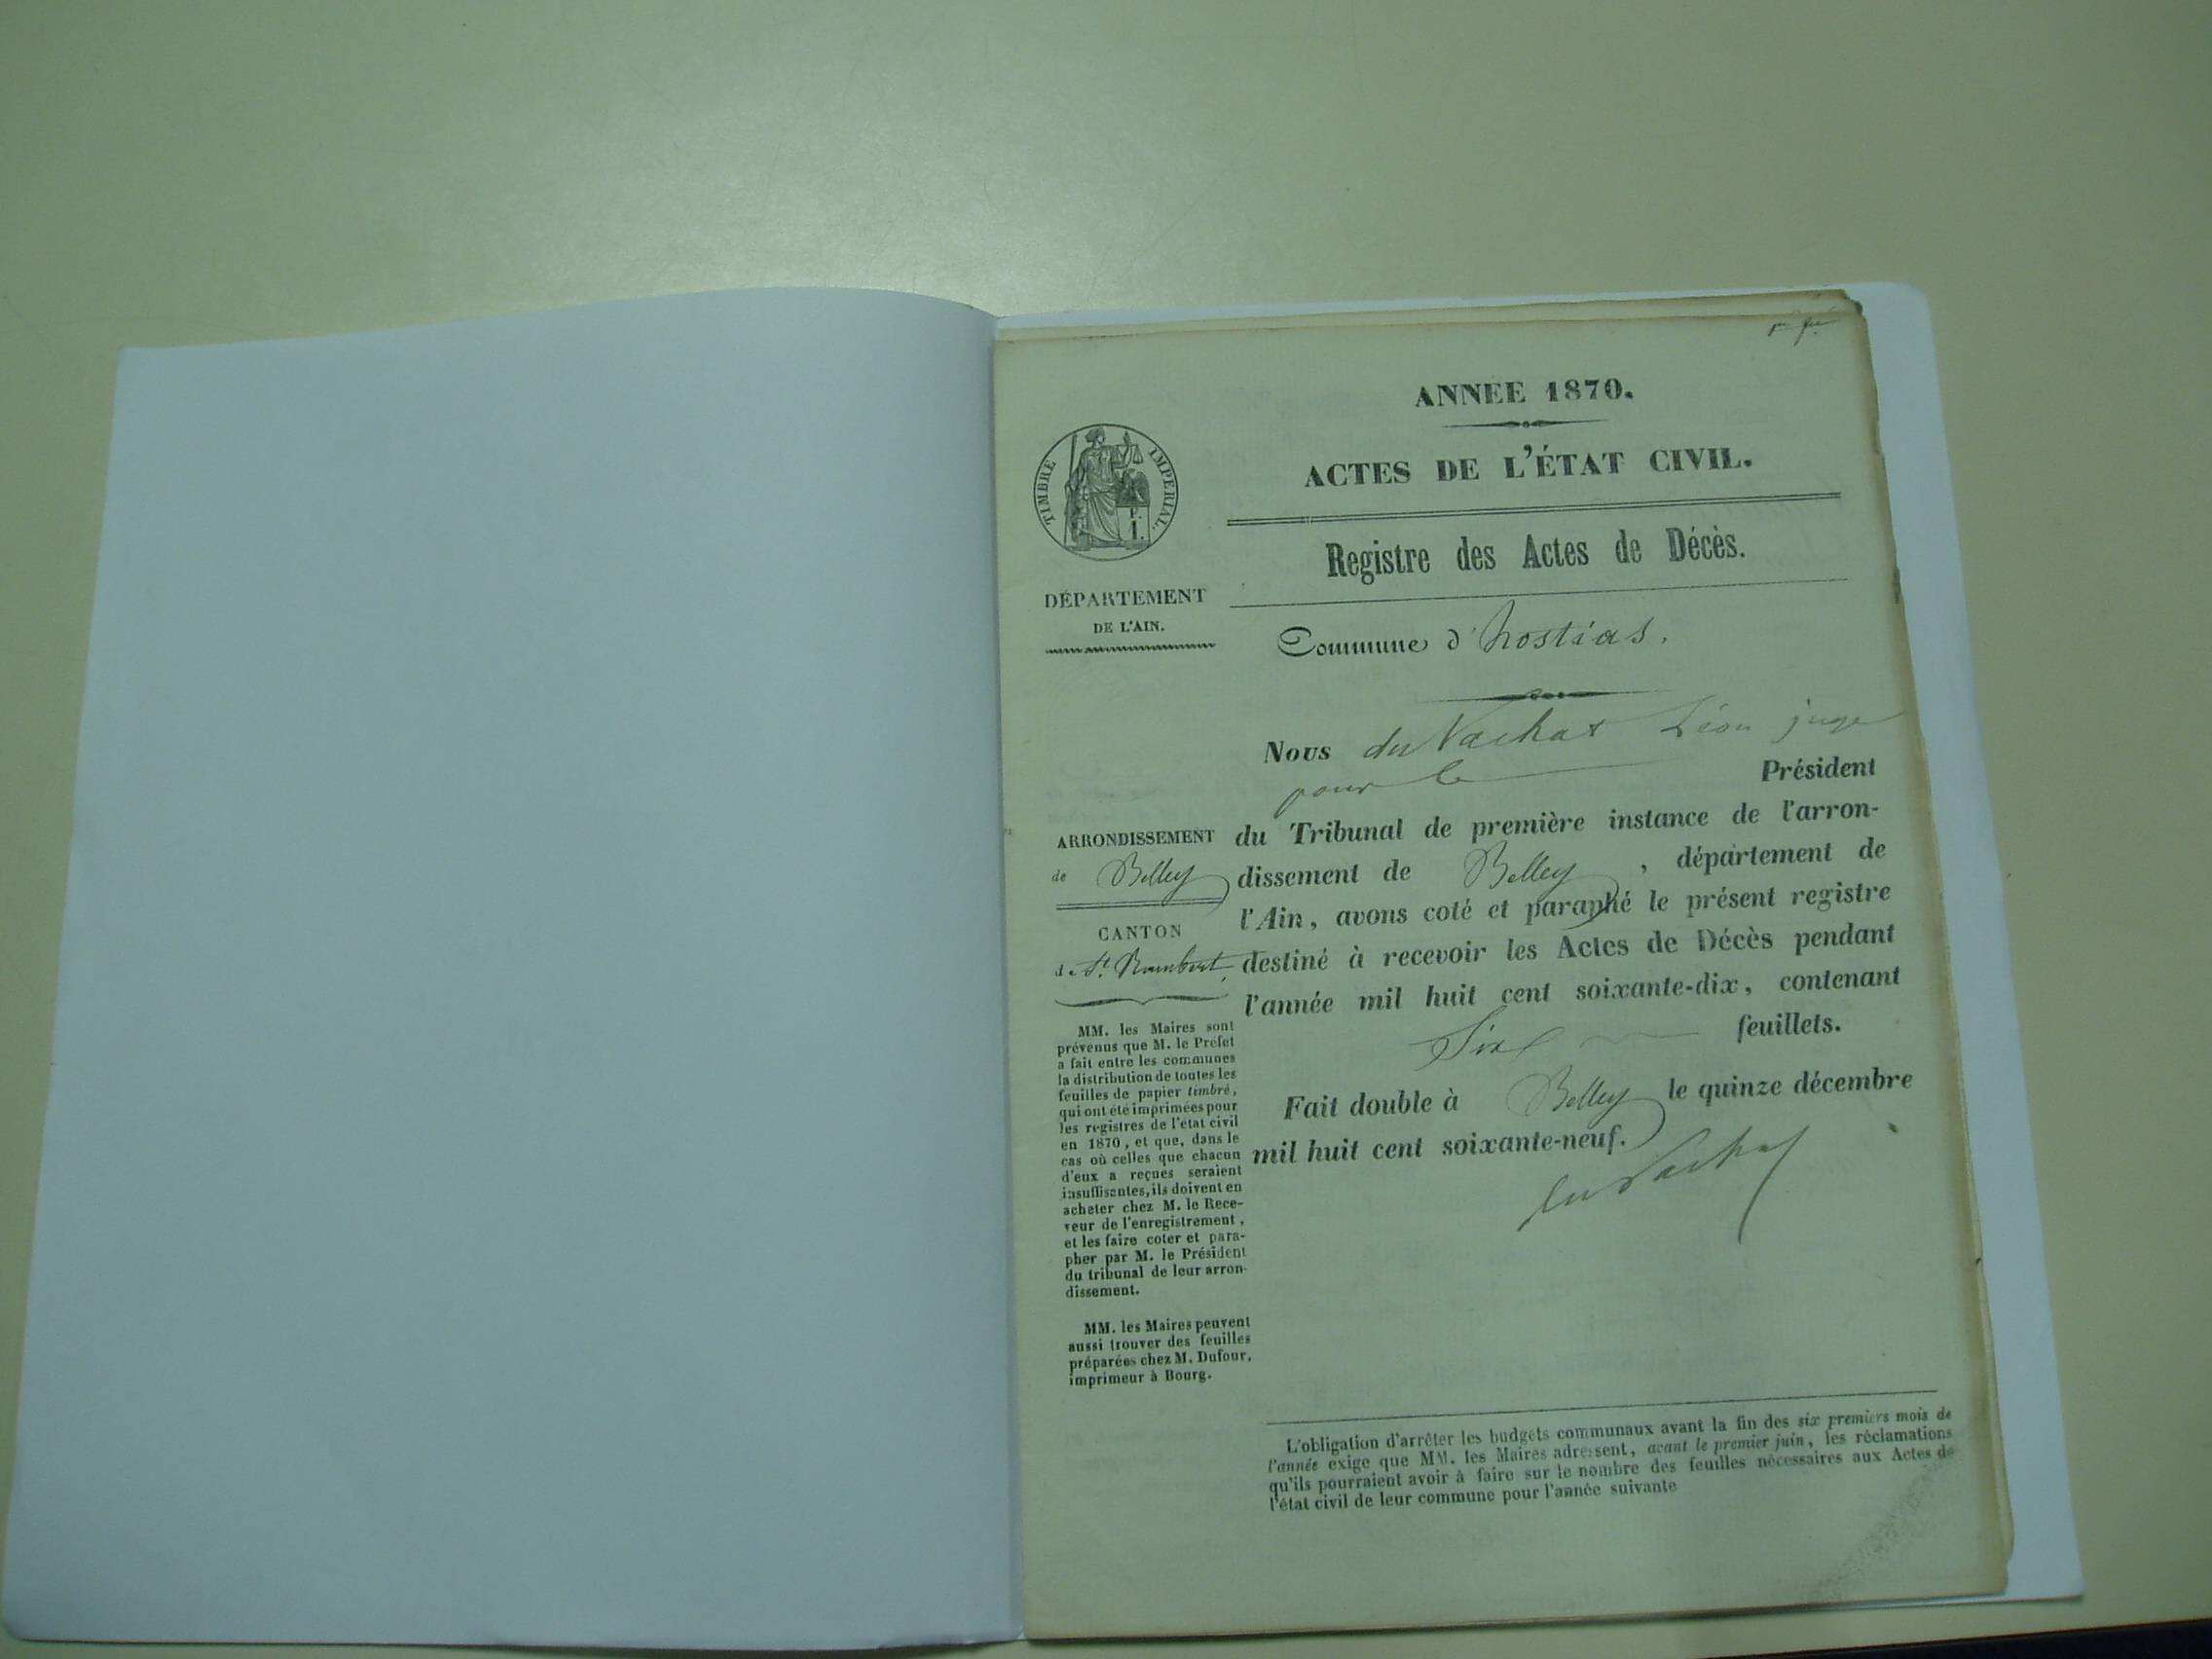 ANNÉE 1870.
ACTES DE L'ÉTAT CIVIL.
TIMBRE IMPERIAL.
Registre des Actes de Décès.
DÉPARTEMENT
DE L'AIN.
Commune d'hostias.
Nous du Vachat Léon juge
pour le Président
ARRONDISSEMENT
de Belley
CANTON
de St Rambert
du Tribunal de première instance de l'arron-
dissement de Belley, département de
l'Ain, avons coté et paraphé le présent registre
destiné à recevoir les Actes de Décès pendant
l'année mil huit cent soixante-dix, contenant
Six feuillets.
Fait double à Belley le quinze décembre
mil huit cent soixante-neuf.
du Vachat
MM. les Maires sont
prévenus que M. le Préfet
a fait entre les communes
la distribution de toutes les
feuilles de papier timbré,
qui ont été imprimées pour
les registres de l'état civil
en 1870, et que, dans le
cas où celles que chacun
d'eux a reçues seraient
insuffisantes, ils doivent en
acheter chez M. le Rece-
veur de l'enregistrement,
et les faire coter et para-
pher par M. le Président
du tribunal de leur arron-
dissement.
MM. les Maires peuvent
aussi trouver des feuilles
préparées chez M. Dufour,
imprimeur à Bourg.
L'obligation d'arrêter les budgets communaux avant la fin des six premiers mois de
l'année exige que MM. les Maires adressent, avant le premier juin, les réclamations
qu'ils pourraient avoir à faire sur le nombre des feuilles nécessaires aux Actes de
l'état civil de leur commune pour l'année suivante